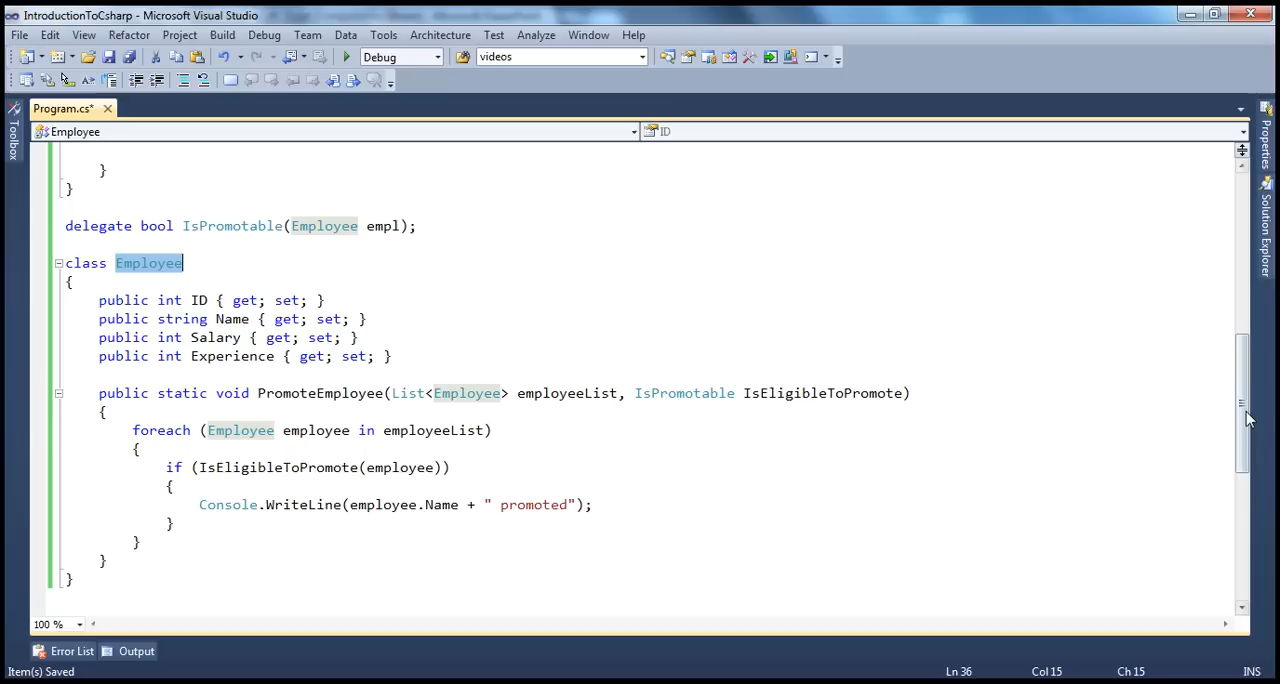 IntroductionToCsharp - Microsoft Visual Studio
File Edit View Refactor Project Build Debug Team Data Tools Architecture Test Analyze Window Help
Debug videos
Program.cs* ×
Employee ID
Toolbox
Properties
Solution Explorer
}
}
delegate bool IsPromotable(Employee empl);
class Employee
{
public int ID { get; set; }
public string Name { get; set; }
public int Salary { get; set; }
public int Experience { get; set; }
public static void PromoteEmployee(List<Employee> employeeList, IsPromotable IsEligibleToPromote)
{
foreach (Employee employee in employeeList)
{
if (IsEligibleToPromote(employee))
{
Console.WriteLine(employee.Name + " promoted");
}
}
}
}
100 %
Error List Output
Item(s) Saved Ln 36 Col 15 Ch 15 INS